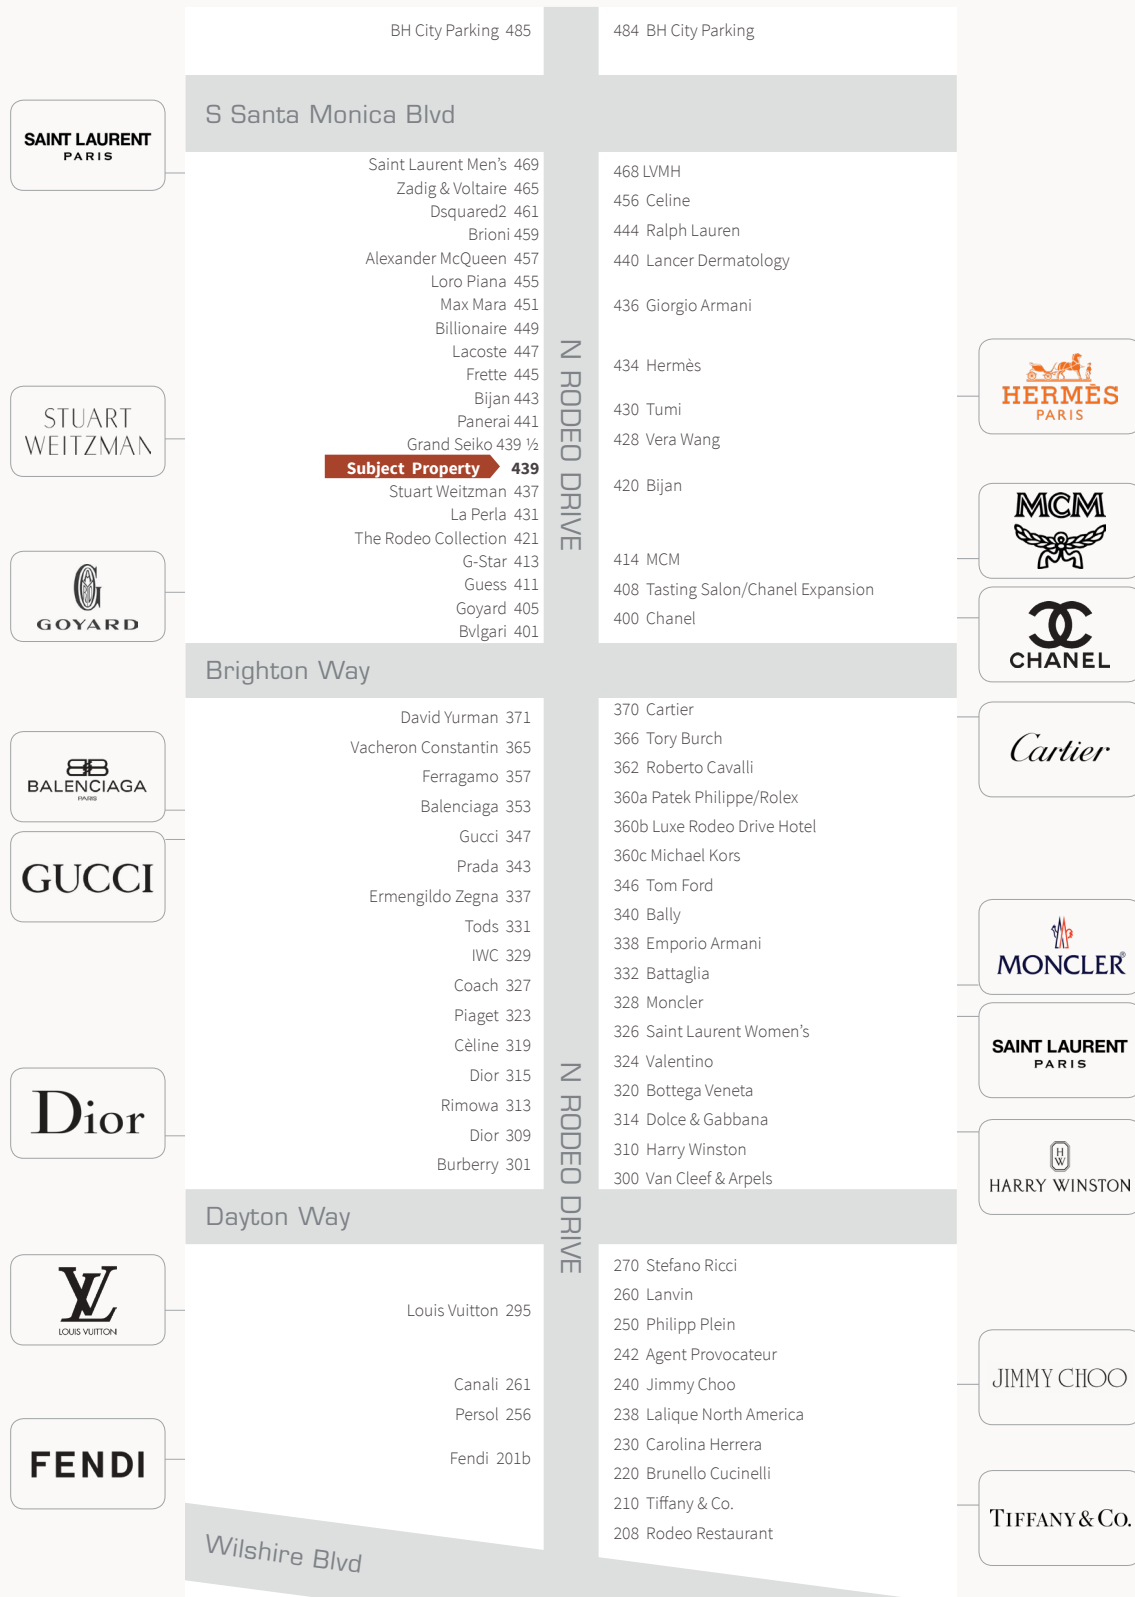 BH City Parking 485
484 BH City Parking
S Santa Monica Blvd
SAINT LAURENT
PARIS
Saint Laurent Men's 469
Zadig & Voltaire 465
Dsquared2 461
Brioni 459
Alexander McQueen 457
Loro Piana 455
Max Mara 451
Billionaire 449
Lacoste 447
Frette 445
Bijan 443
Panerai 441
Grand Seiko 439 ½
Subject Property 439
Stuart Weitzman 437
La Perla 431
The Rodeo Collection 421
G-Star 413
Guess 411
Goyard 405
Bvlgari 401
STUART
WEITZMAN
GOYARD
N RODEO DRIVE
468 LVMH
456 Celine
444 Ralph Lauren
440 Lancer Dermatology
436 Giorgio Armani
434 Hermès
430 Tumi
428 Vera Wang
420 Bijan
414 MCM
408 Tasting Salon/Chanel Expansion
400 Chanel
HERMÈS
PARIS
MCM
CHANEL
Brighton Way
David Yurman 371
Vacheron Constantin 365
Ferragamo 357
Balenciaga 353
Gucci 347
Prada 343
Ermengildo Zegna 337
Tods 331
IWC 329
Coach 327
Piaget 323
Cèline 319
Dior 315
Rimowa 313
Dior 309
Burberry 301
BALENCIAGA
PARIS
GUCCI
Dior
N RODEO DRIVE
370 Cartier
366 Tory Burch
362 Roberto Cavalli
360a Patek Philippe/Rolex
360b Luxe Rodeo Drive Hotel
360c Michael Kors
346 Tom Ford
340 Bally
338 Emporio Armani
332 Battaglia
328 Moncler
326 Saint Laurent Women's
324 Valentino
320 Bottega Veneta
314 Dolce & Gabbana
310 Harry Winston
300 Van Cleef & Arpels
Cartier
MONCLER®
SAINT LAURENT
PARIS
H
W
HARRY WINSTON
Dayton Way
Louis Vuitton 295
Canali 261
Persol 256
Fendi 201b
LV
LOUIS VUITTON
FENDI
270 Stefano Ricci
260 Lanvin
250 Philipp Plein
242 Agent Provocateur
240 Jimmy Choo
238 Lalique North America
230 Carolina Herrera
220 Brunello Cucinelli
210 Tiffany & Co.
208 Rodeo Restaurant
JIMMY CHOO
TIFFANY & CO.
Wilshire Blvd